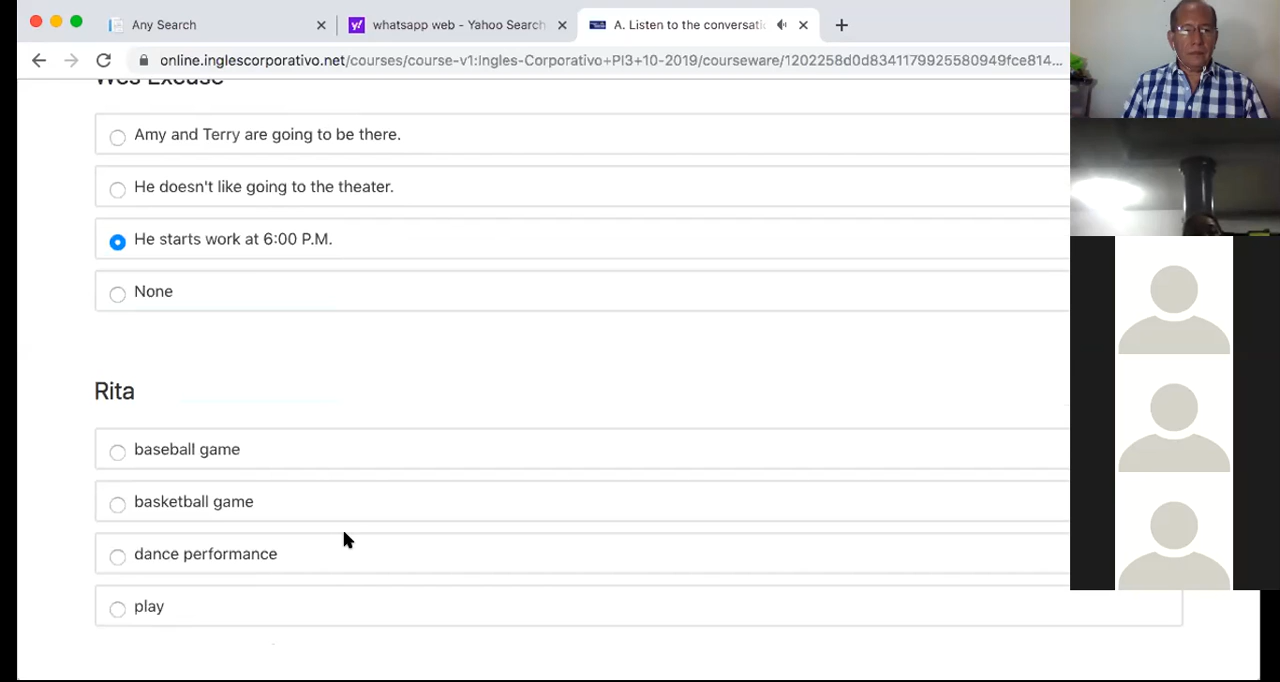 Any Search
whatsapp web - Yahoo Search
A. Listen to the conversati
online.inglescorporativo.net/courses/course-v1:Ingles-Corporativo+PI3+10-2019/courseware/1202258d0d8341179925580949fce814...
Wes Excuse
Amy and Terry are going to be there.
He doesn't like going to the theater.
He starts work at 6:00 P.M.
None
Rita
baseball game
basketball game
dance performance
play